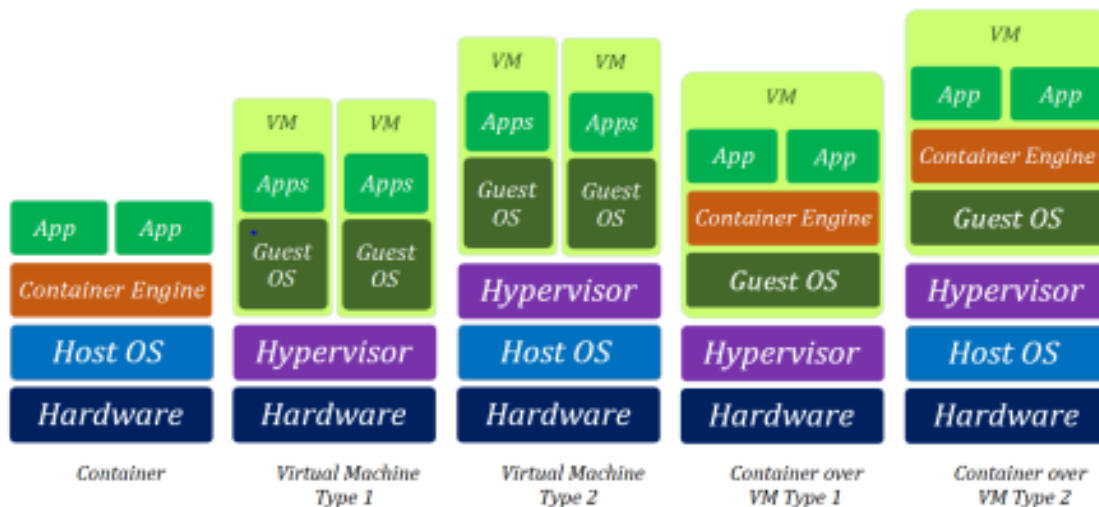 App
App
Container Engine
Host OS
Hardware
Container
VM
VM
Apps
Apps
Guest
OS
Guest
OS
Hypervisor
Hardware
Virtual Machine
Type 1
VM
VM
Apps
Apps
Guest
OS
Guest
OS
Hypervisor
Host OS
Hardware
Virtual Machine
Type 2
VM
App
App
Container Engine
Guest OS
Hypervisor
Hardware
Container over
VM Type 1
VM
App
App
Container Engine
Guest OS
Hypervisor
Host OS
Hardware
Container over
VM Type 2